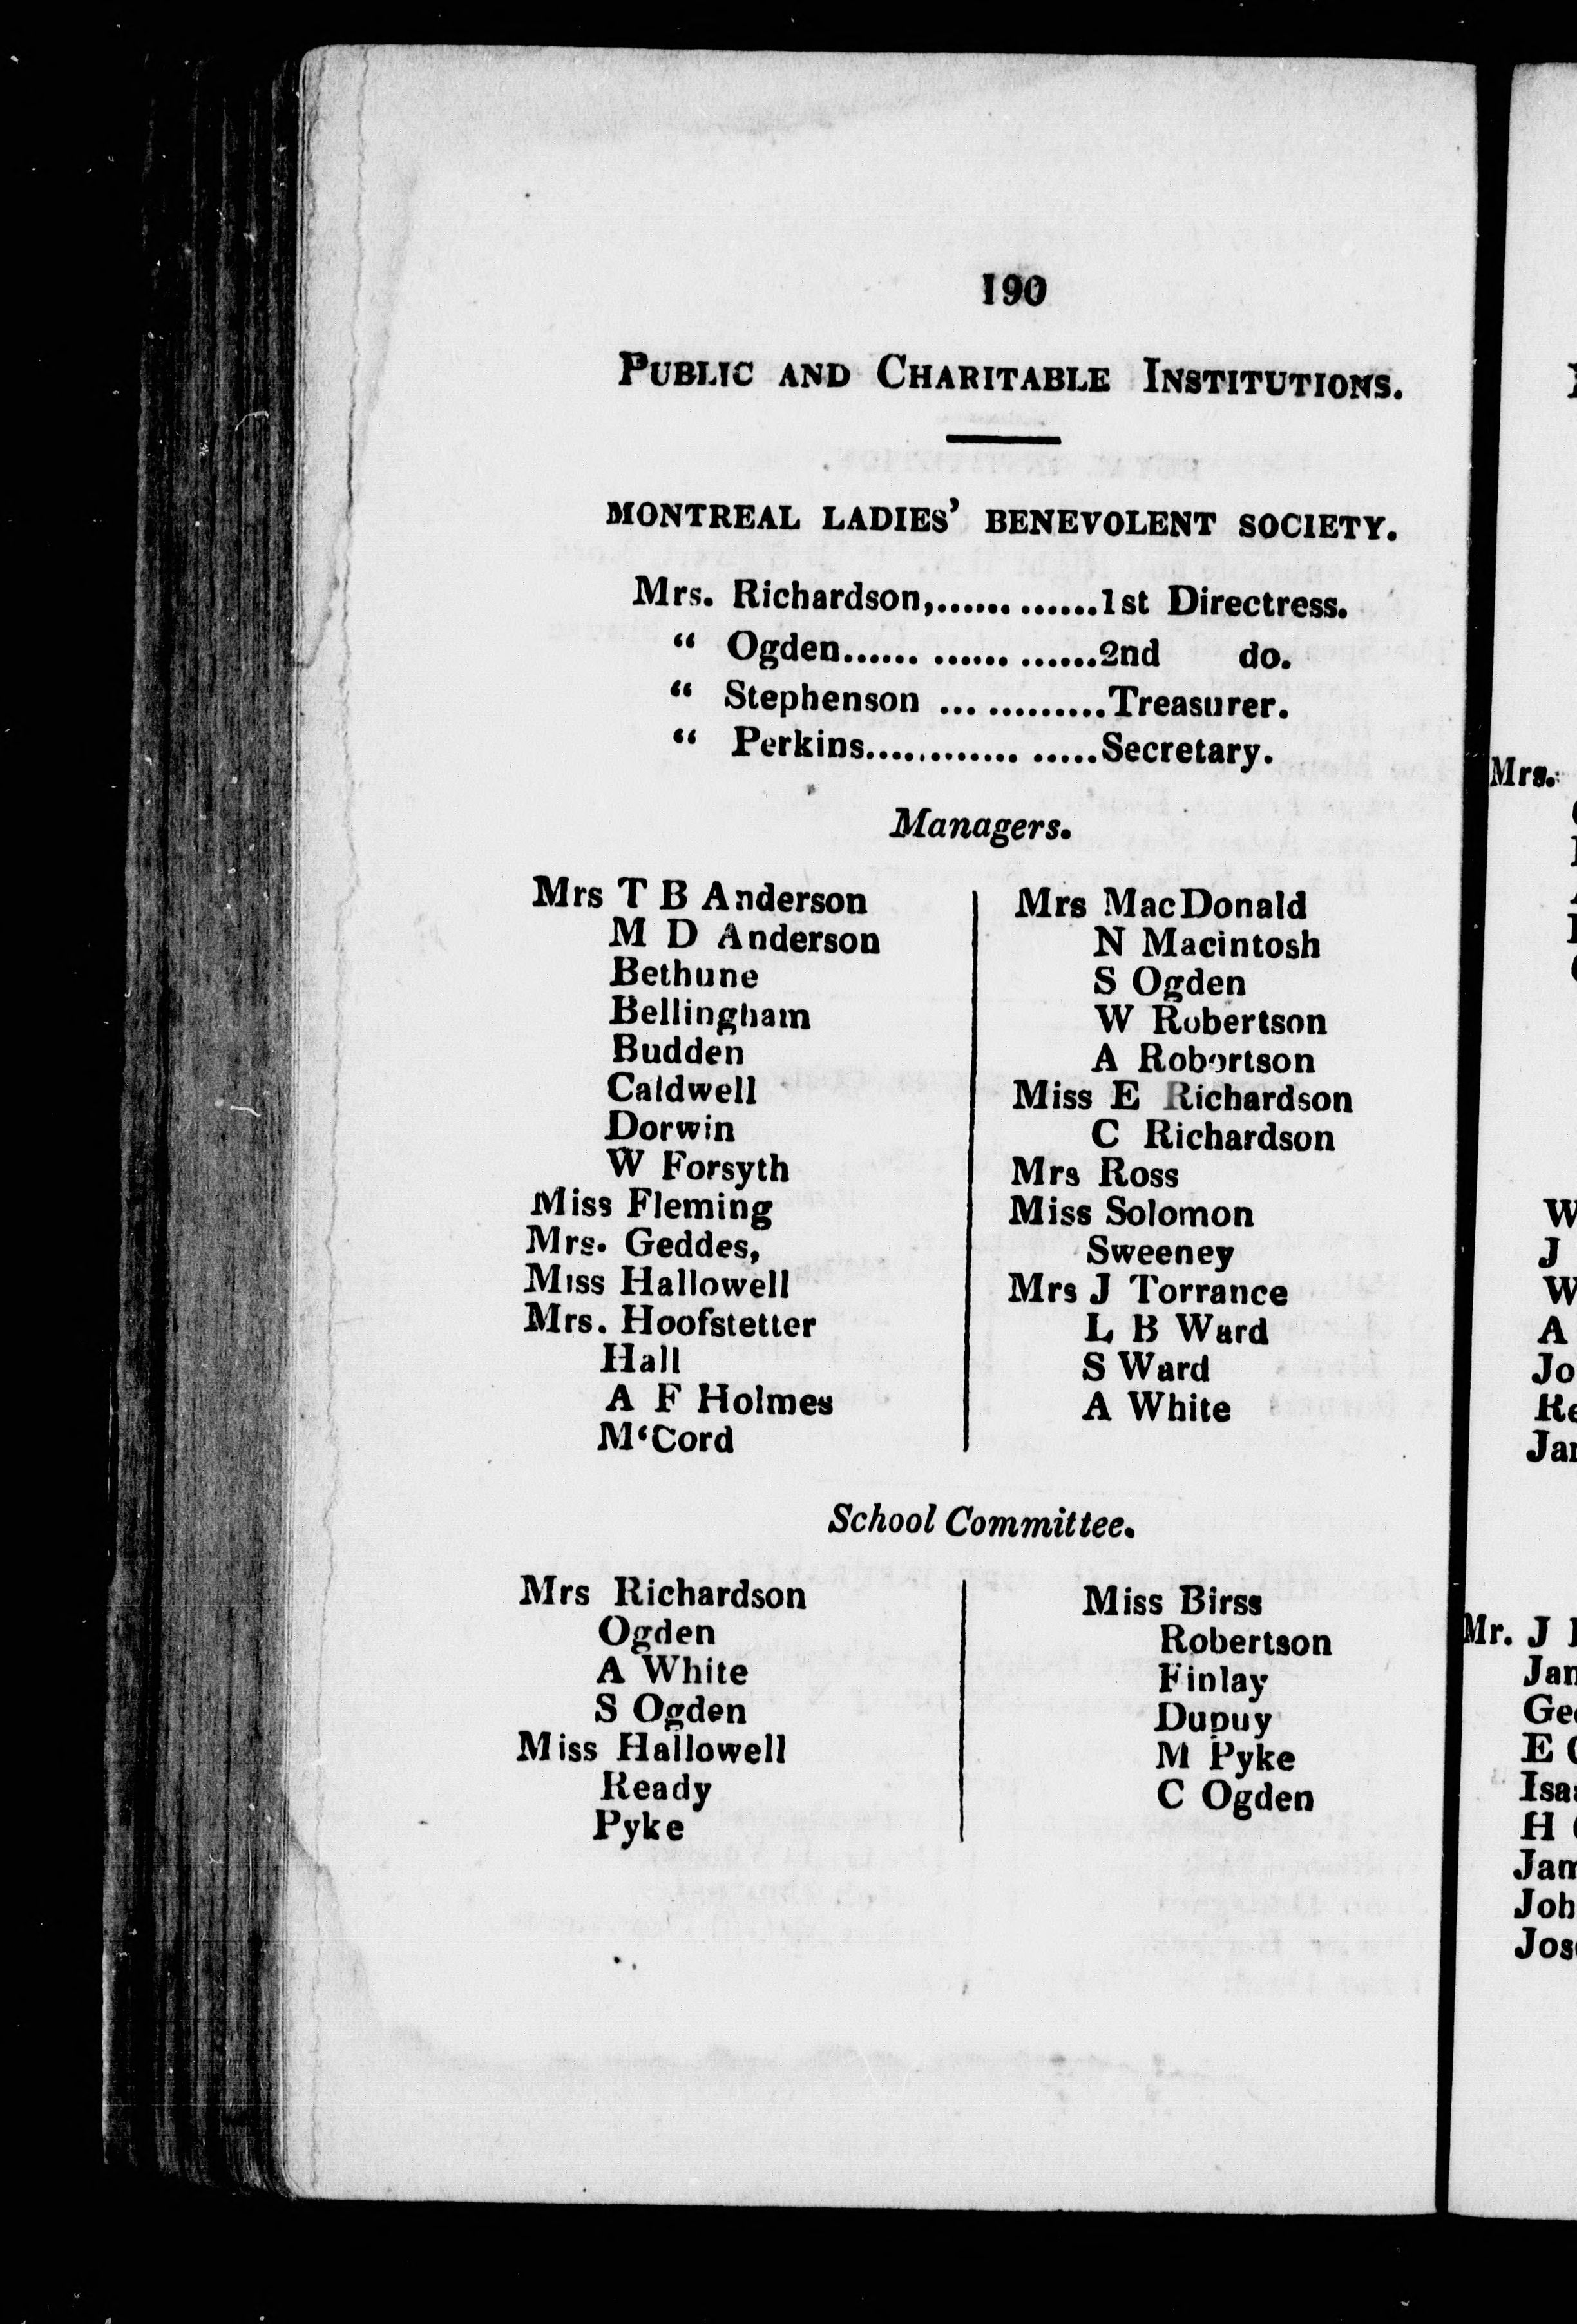 190
PUBLIC AND CHARITABLE INSTITUTIONS.
MONTREAL LADIES' BENEVOLENT SOCIETY.
Mrs. Richardson,...... ......1st Directress.
“ Ogden...... ...... ......2nd do.
“ Stephenson ... .........Treasurer.
“ Perkins............ .....Secretary.
Managers.
Mrs T B Anderson
M D Anderson
Bethune
Bellingham
Budden
Caldwell
Dorwin
W Forsyth
Miss Fleming
Mrs. Geddes,
Miss Hallowell
Mrs. Hoofstetter
Hall
A F Holmes
M‘Cord
Mrs MacDonald
N Macintosh
S Ogden
W Robertson
A Robertson
Miss E Richardson
C Richardson
Mrs Ross
Miss Solomon
Sweeney
Mrs J Torrance
L B Ward
S Ward
A White
School Committee.
Mrs Richardson
Ogden
A White
S Ogden
Miss Hallowell
Ready
Pyke
Miss Birss
Robertson
Finlay
Dupuy
M Pyke
C Ogden
Mrs.
W
J
W
A
Mr. J
E
H